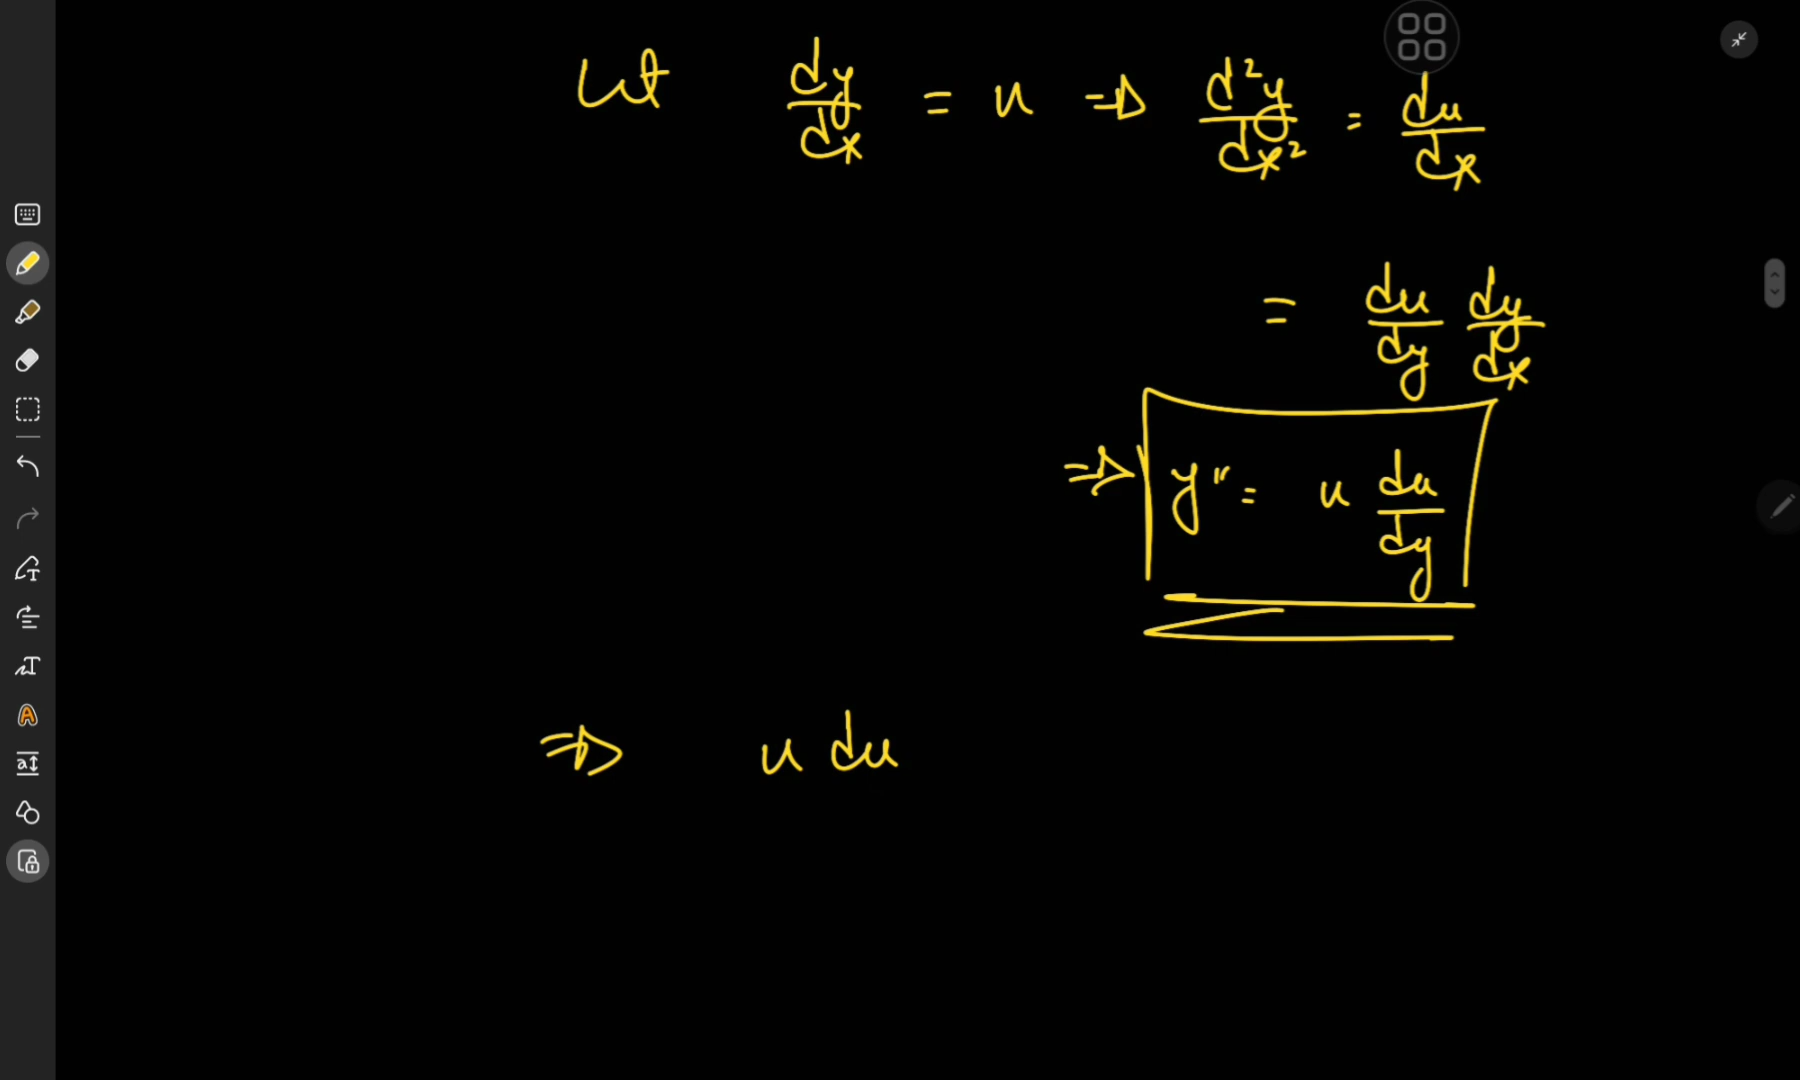 Let dy/dx = u ⇒ d²y/dx² = du/dx
= du/dy dy/dx
⇒ y" = u du/dy
⇒ u du